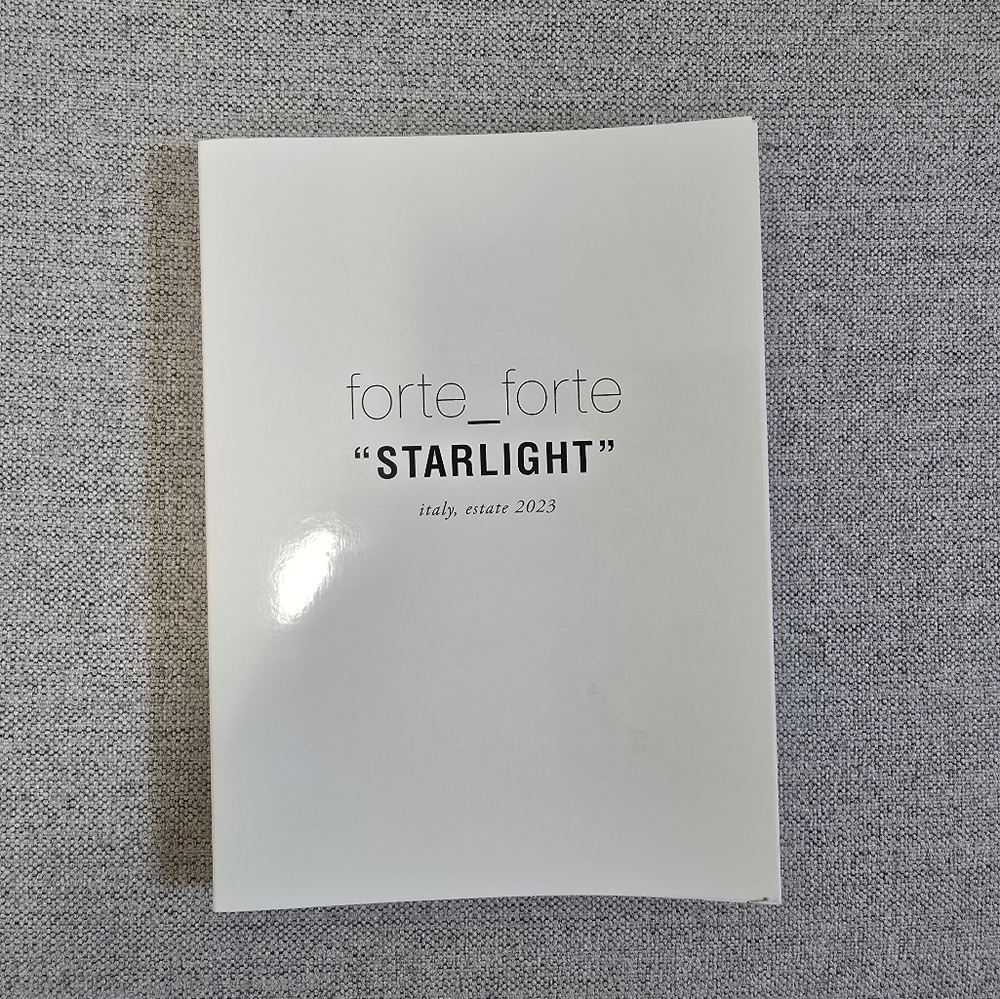 forte_forte
“STARLIGHT”
italy, estate 2023